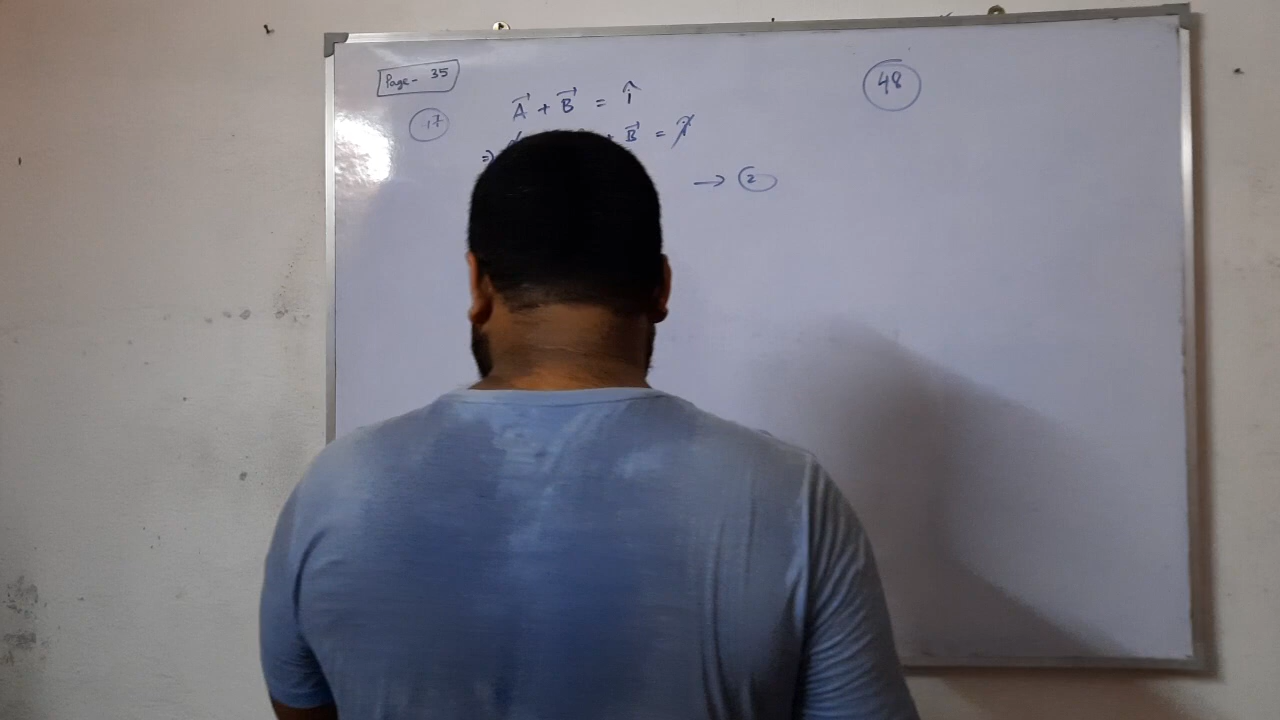 Page - 35
48
17
A⃗ + B⃗ = î
⇒ + B⃗ = î
→ 2